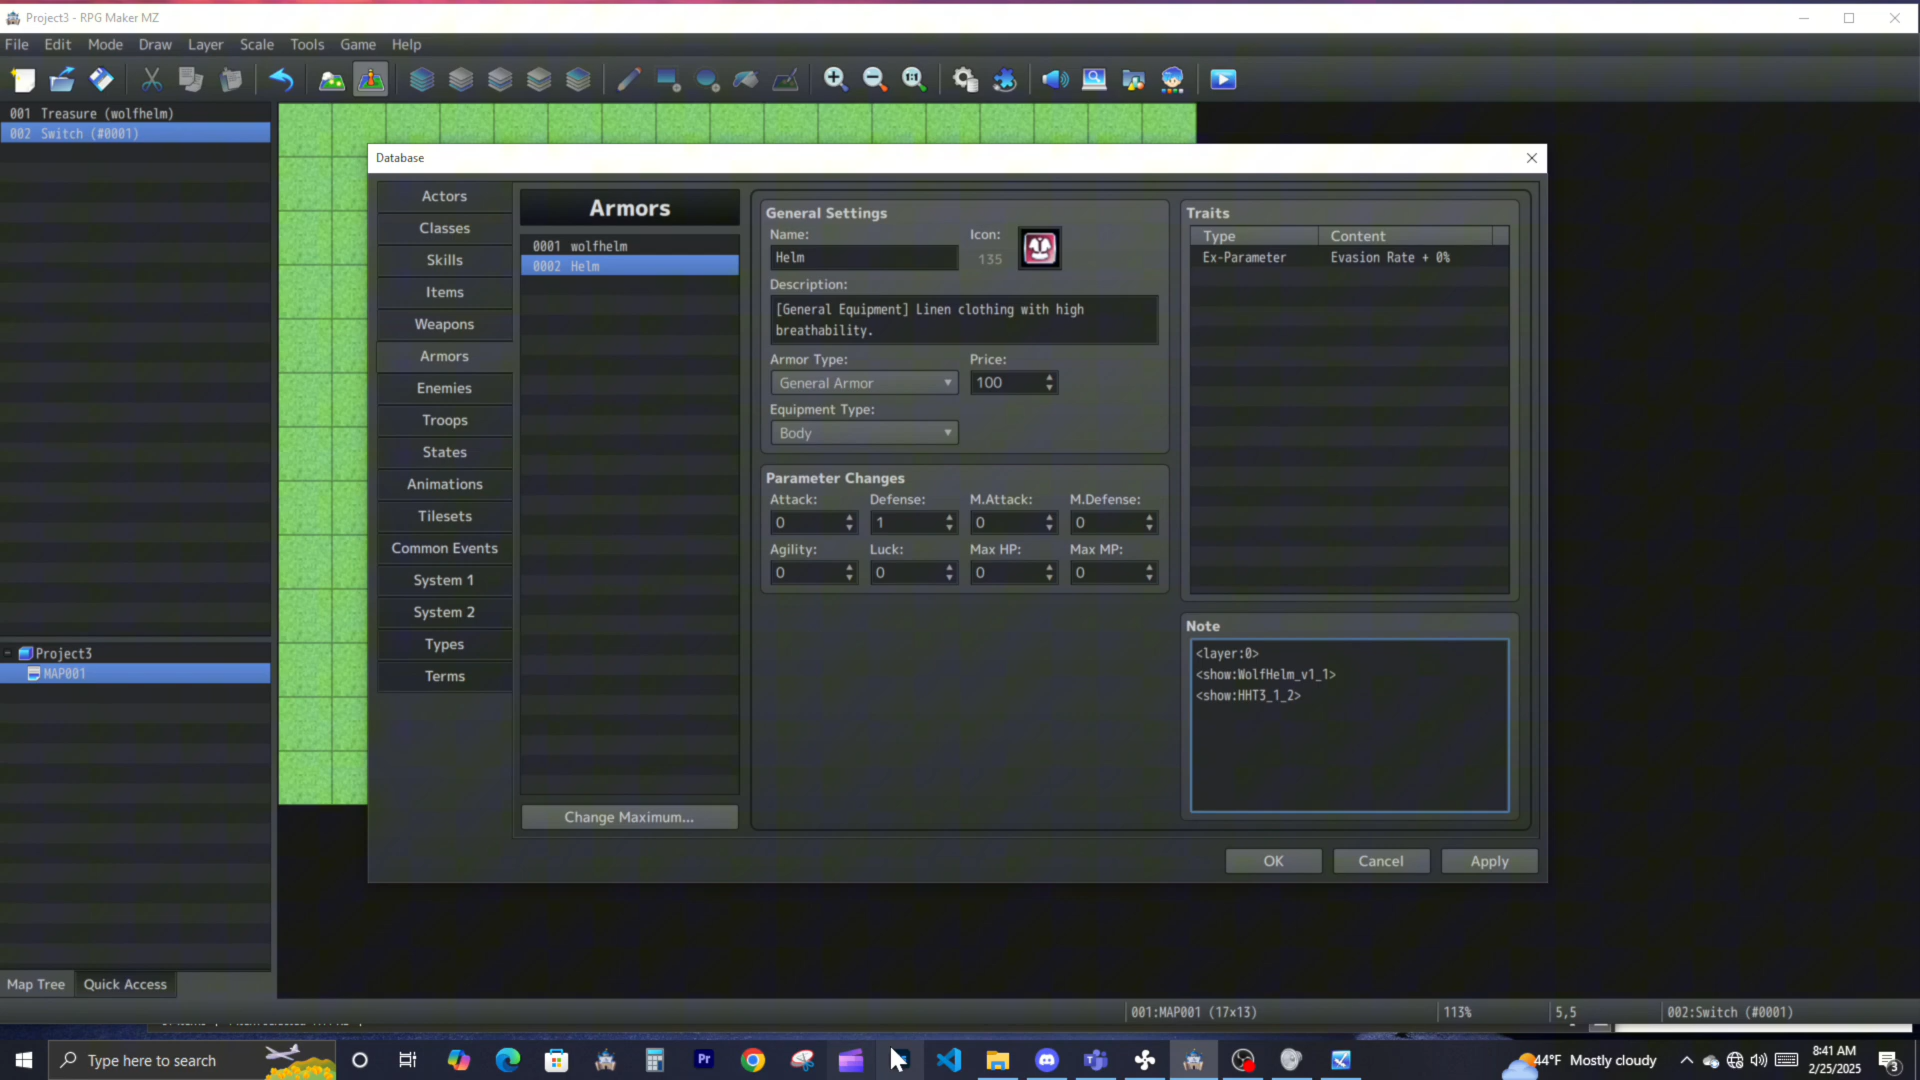 Project3 - RPG Maker MZ
File Edit Mode Draw Layer Scale Tools Game Help
001 Treasure (wolfhelm)
002 Switch (#0001)
Project3
MAP001
Map Tree
Quick Access
Database
Actors
Classes
Skills
Items
Weapons
Armors
Enemies
Troops
States
Animations
Tilesets
Common Events
System 1
System 2
Types
Terms
Armors
0001 wolfhelm
0002 Helm
Change Maximum...
General Settings
Name:
Icon:
Helm
135
Description:
[General Equipment] Linen clothing with high
breathability.
Armor Type:
Price:
General Armor
100
Equipment Type:
Body
Parameter Changes
Attack: Defense: M.Attack: M.Defense:
0 1 0 0
Agility: Luck: Max HP: Max MP:
0 0 0 0
Traits
Type Content
Ex-Parameter Evasion Rate + 0%
Note
<layer:0>
<show:WolfHelm_v1_1>
<show:HHT3_1_2>
OK
Cancel
Apply
001:MAP001 (17×13)
113%
5,5
002:Switch (#0001)
Type here to search
Pr
44°F Mostly cloudy
8:41 AM
2/25/2025
3